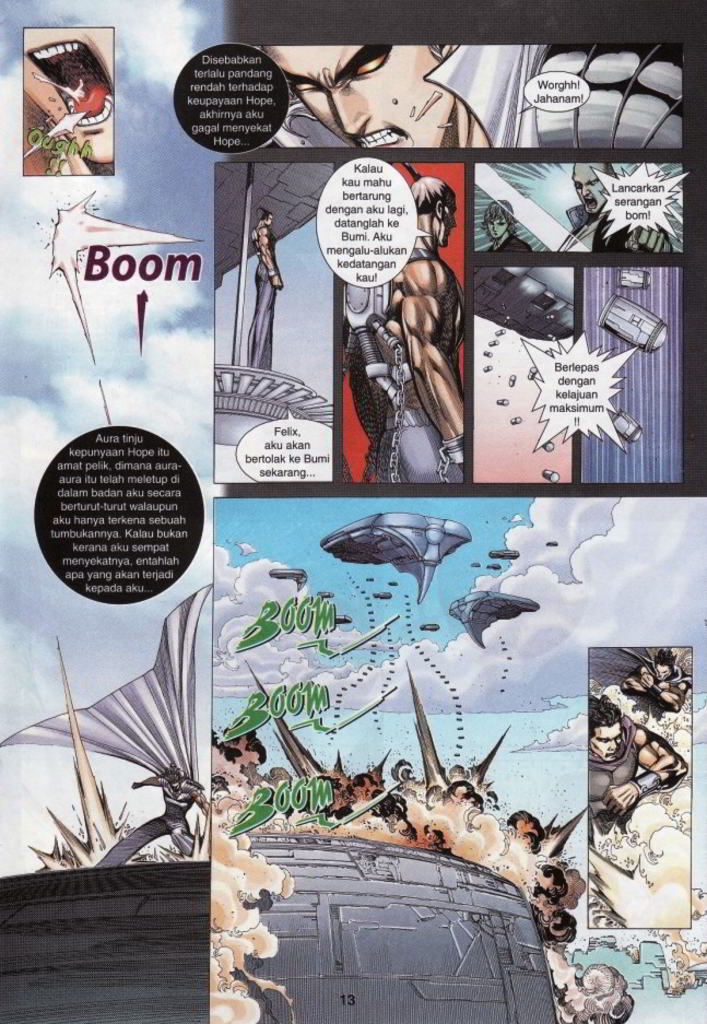 Oughh
Disebabkan
terlalu pandang
rendah terhadap
keupayaan Hope,
akhirnya aku
gagal menyekat
Hope...
Worghh!
Jahanam!
Boom
Kalau
kau mahu
bertarung
dengan aku lagi,
datanglah ke
Bumi. Aku
mengalu-alukan
kedatangan
kau!
Lancarkan
serangan
bom!
Felix,
aku akan
bertolak ke Bumi
sekarang...
Berlepas
dengan
kelajuan
maksimum
!!
Aura tinju
kepunyaan Hope itu
amat pelik, dimana aura-
aura itu telah meletup di
dalam badan aku secara
berturut-turut walaupun
aku hanya terkena sebuah
tumbukannya. Kalau bukan
kerana aku sempat
menyekatnya, entahlah
apa yang akan terjadi
kepada aku...
BOOM
BOOM
BOOM
13